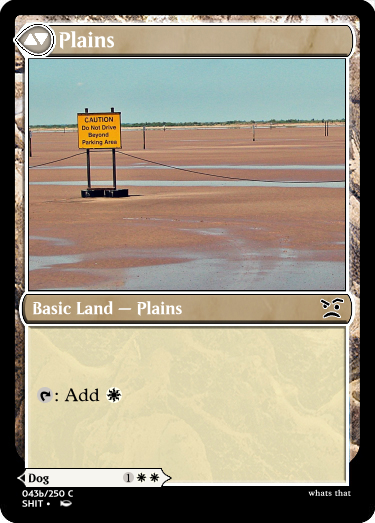 Plains
CAUTION
Do Not Drive
Beyond
Parking Area
Basic Land — Plains
: Add
Dog
1
043b/250 C
SHIT •
whats that